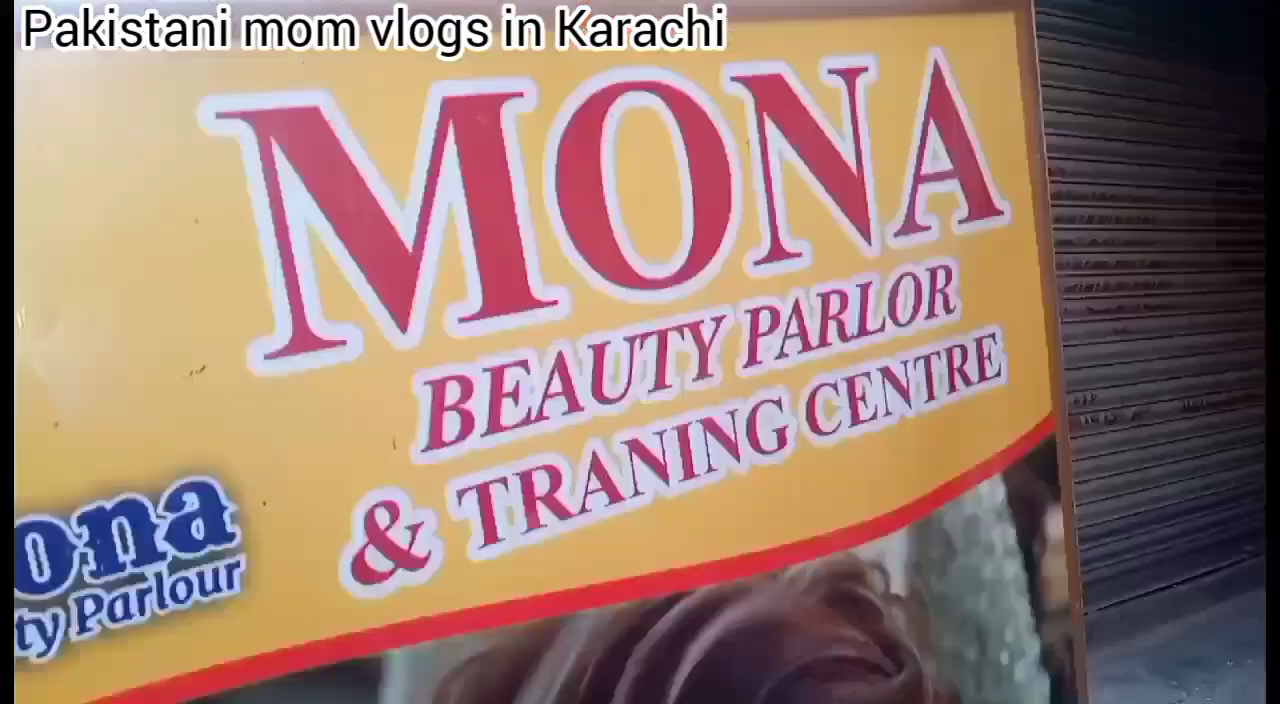 Pakistani mom vlogs in Karachi
MONA
BEAUTY PARLOR
& TRANING CENTRE
ona
ty Parlour